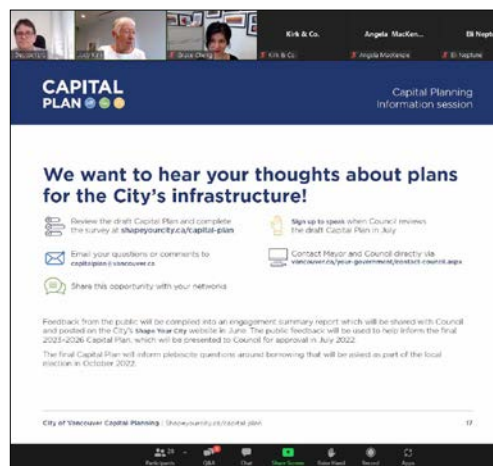 Judy Kirk
Bruce Cheng
Kirk & Co.
Kirk & Co.
Angela MacKen...
Angela MacKenzie
Eli Neptu
Eli Neptune
CAPITAL
PLAN
Capital Planning
Information session
We want to hear your thoughts about plans
for the City's infrastructure!
Review the draft Capital Plan and complete
the survey at shapeyourcity.ca/capital-plan
Sign up to speak when Council reviews
the draft Capital Plan in July
Email your questions or comments to
capitalplan@vancouver.ca
Contact Mayor and Council directly via
vancouver.ca/your-government/contact-council.aspx
Share this opportunity with your networks
Feedback from the public will be compiled into an engagement summary report which will be shared with Council
and posted on the City's Shape Your City website in June. The public feedback will be used to help inform the final
2023-2026 Capital Plan, which will be presented to Council for approval in July 2022.
The final Capital Plan will inform plebiscite questions around borrowing that will be asked as part of the local
election in October 2022.
City of Vancouver Capital Planning | Shapeyourcity.ca/capital-plan
17
Participants
Q&A
Chat
Share Screen
Raise Hand
Record
Apps